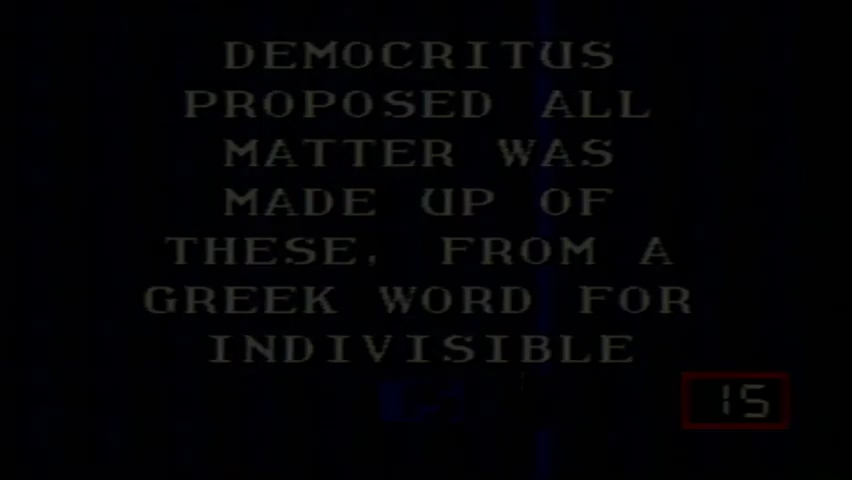 DEMOCRITUS
PROPOSED ALL
MATTER WAS
MADE UP OF
THESE, FROM A
GREEK WORD FOR
INDIVISIBLE
15